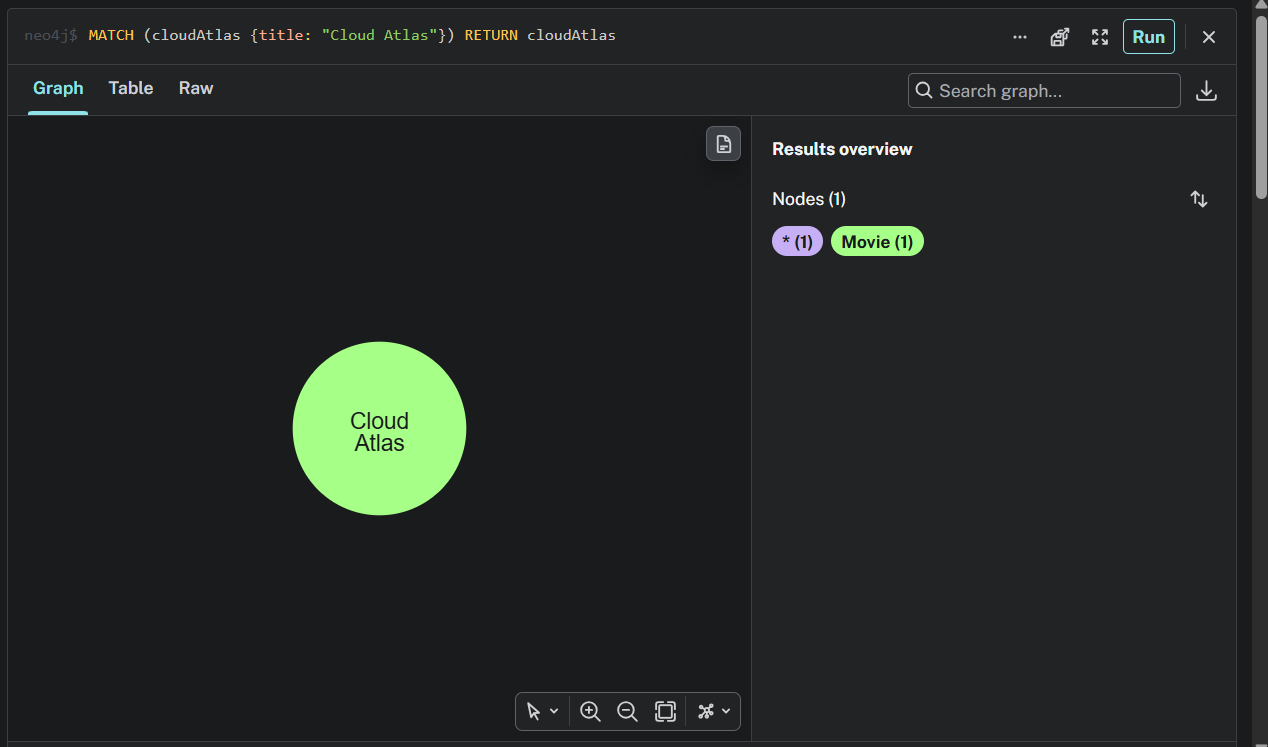 neo4j$ MATCH (cloudAtlas {title: "Cloud Atlas"}) RETURN cloudAtlas
Run
Graph Table Raw
Search graph...
Results overview
Nodes (1)
* (1) Movie (1)
Cloud
Atlas